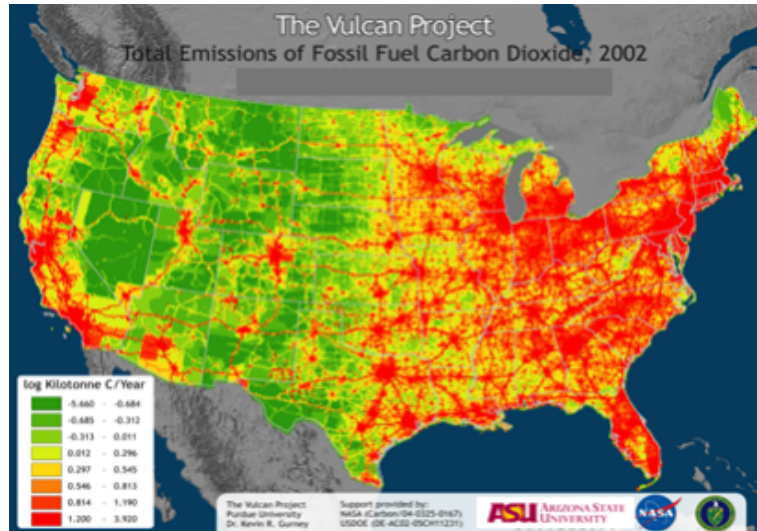 The Vulcan Project
Total Emissions of Fossil Fuel Carbon Dioxide, 2002
log Kilotonne C/Year
-5.660 - -0.684
-0.685 - -0.312
-0.313 - 0.011
0.012 - 0.296
0.297 - 0.545
0.546 - 0.813
0.814 - 1.190
1.200 - 3.920
The Vulcan Project
Purdue University
Dr. Kevin R. Gurney
Support provided by:
NASA (Carbon/04-0325-0167)
USDOE (DE-AC02-05CH11231)
ASU ARIZONA STATE
UNIVERSITY
NASA